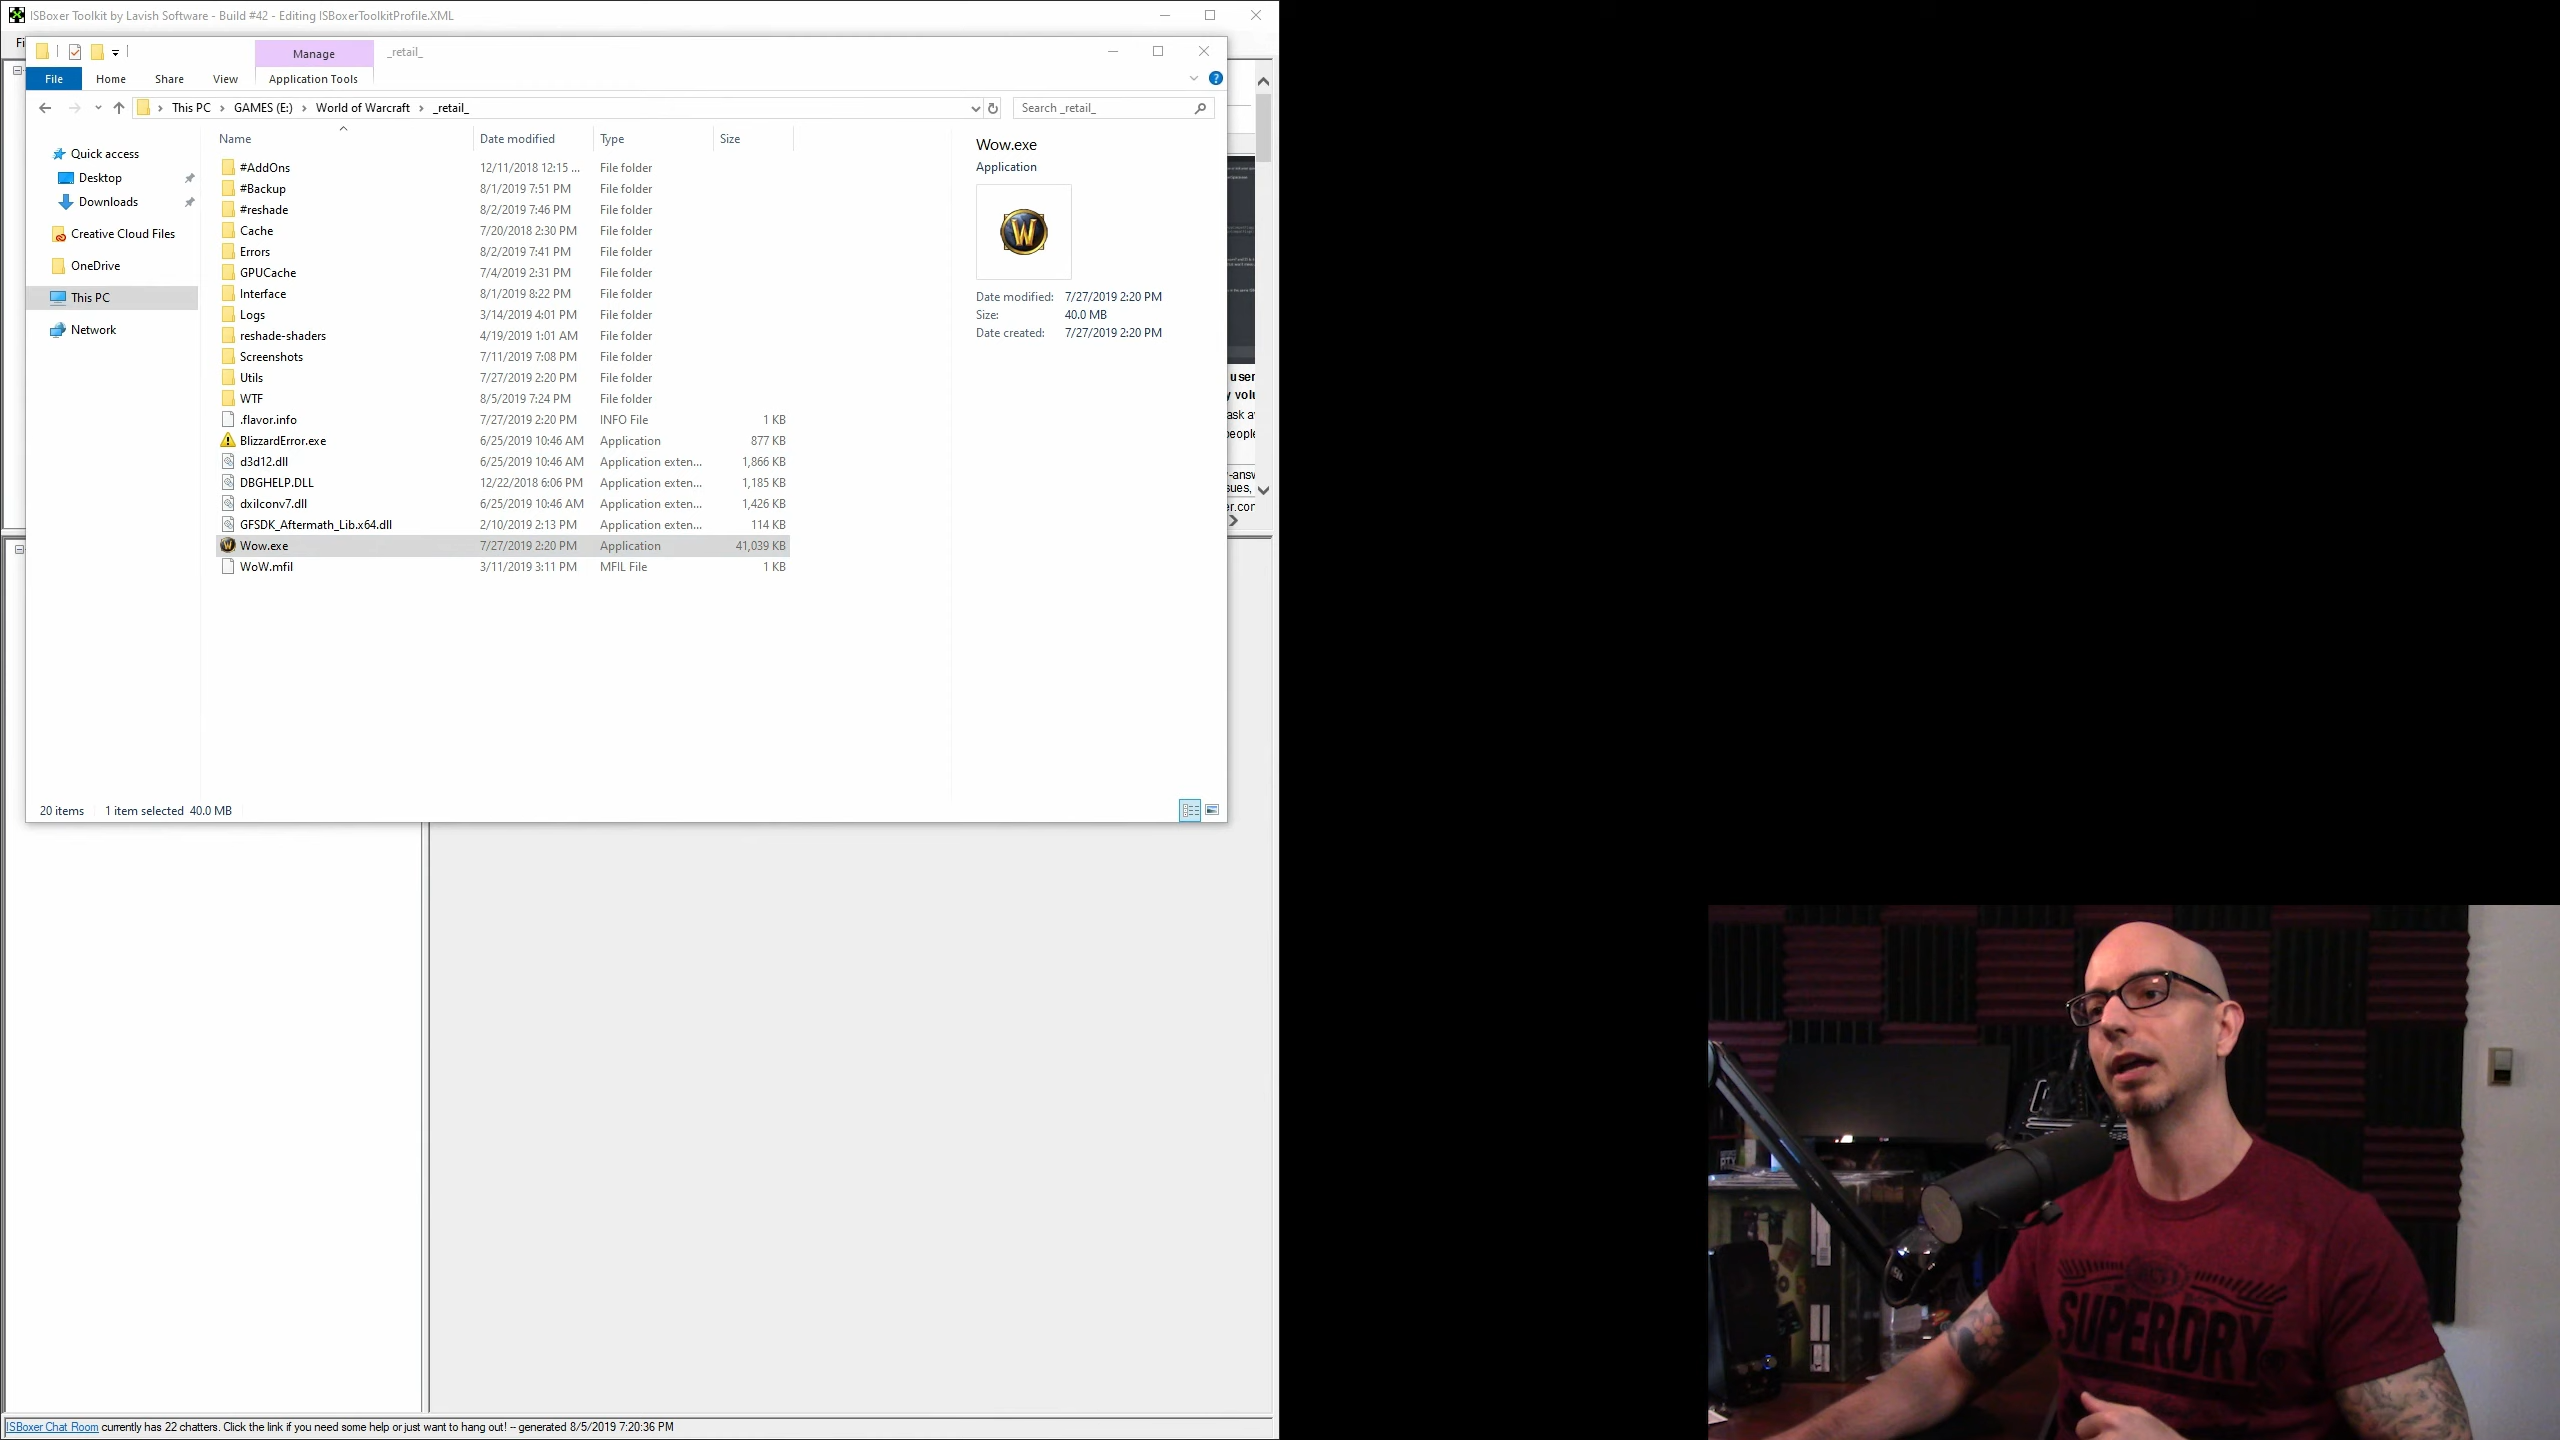 ISBoxer Toolkit by Lavish Software - Build #42 - Editing ISBoxerToolkitProfile.XML
Fi
Manage
_retail_
File
Home
Share
View
Application Tools
This PC > GAMES (E:) > World of Warcraft > _retail_
Search _retail_
Name
Date modified
Type
Size
Quick access
Desktop
Downloads
Creative Cloud Files
OneDrive
This PC
Network
#AddOns 12/11/2018 12:15 ... File folder
#Backup 8/1/2019 7:51 PM File folder
#reshade 8/2/2019 7:46 PM File folder
Cache 7/20/2018 2:30 PM File folder
Errors 8/2/2019 7:41 PM File folder
GPUCache 7/4/2019 2:31 PM File folder
Interface 8/1/2019 8:22 PM File folder
Logs 3/14/2019 4:01 PM File folder
reshade-shaders 4/19/2019 1:01 AM File folder
Screenshots 7/11/2019 7:08 PM File folder
Utils 7/27/2019 2:20 PM File folder
WTF 8/5/2019 7:24 PM File folder
.flavor.info 7/27/2019 2:20 PM INFO File 1 KB
BlizzardError.exe 6/25/2019 10:46 AM Application 877 KB
d3d12.dll 6/25/2019 10:46 AM Application exten... 1,866 KB
DBGHELP.DLL 12/22/2018 6:06 PM Application exten... 1,185 KB
dxilconv7.dll 6/25/2019 10:46 AM Application exten... 1,426 KB
GFSDK_Aftermath_Lib.x64.dll 2/10/2019 2:13 PM Application exten... 114 KB
Wow.exe 7/27/2019 2:20 PM Application 41,039 KB
WoW.mfil 3/11/2019 3:11 PM MFIL File 1 KB
Wow.exe
Application
W
Date modified: 7/27/2019 2:20 PM
Size: 40.0 MB
Date created: 7/27/2019 2:20 PM
user
y volu
ask a
people
-answ
sues,
er.con
20 items 1 item selected 40.0 MB
ISBoxer Chat Room currently has 22 chatters. Click the link if you need some help or just want to hang out! -- generated 8/5/2019 7:20:36 PM
SUPERDRY